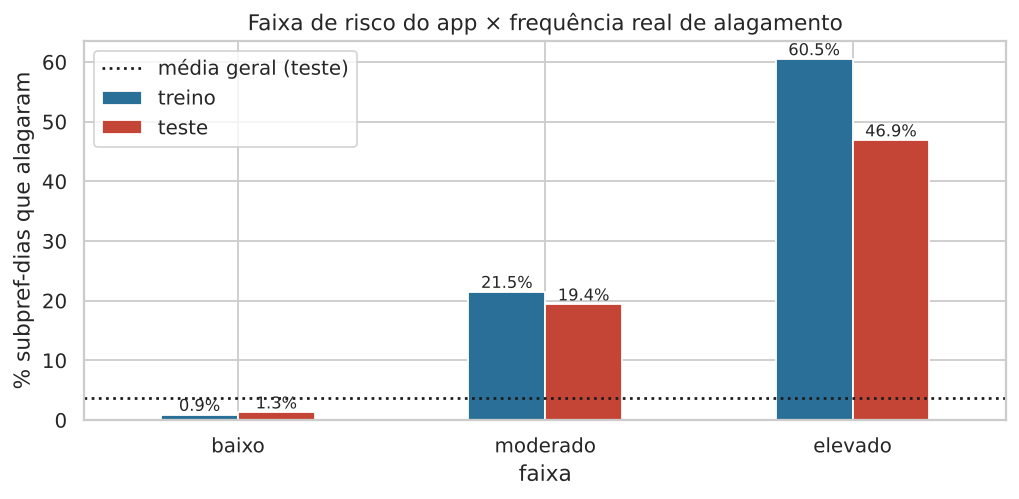 Faixa de risco do app × frequência real de alagamento
média geral (teste)
treino
teste
% subpref-dias que alagaram
60
50
40
30
20
10
0
0.9%
1.3%
21.5%
19.4%
60.5%
46.9%
baixo
moderado
elevado
faixa